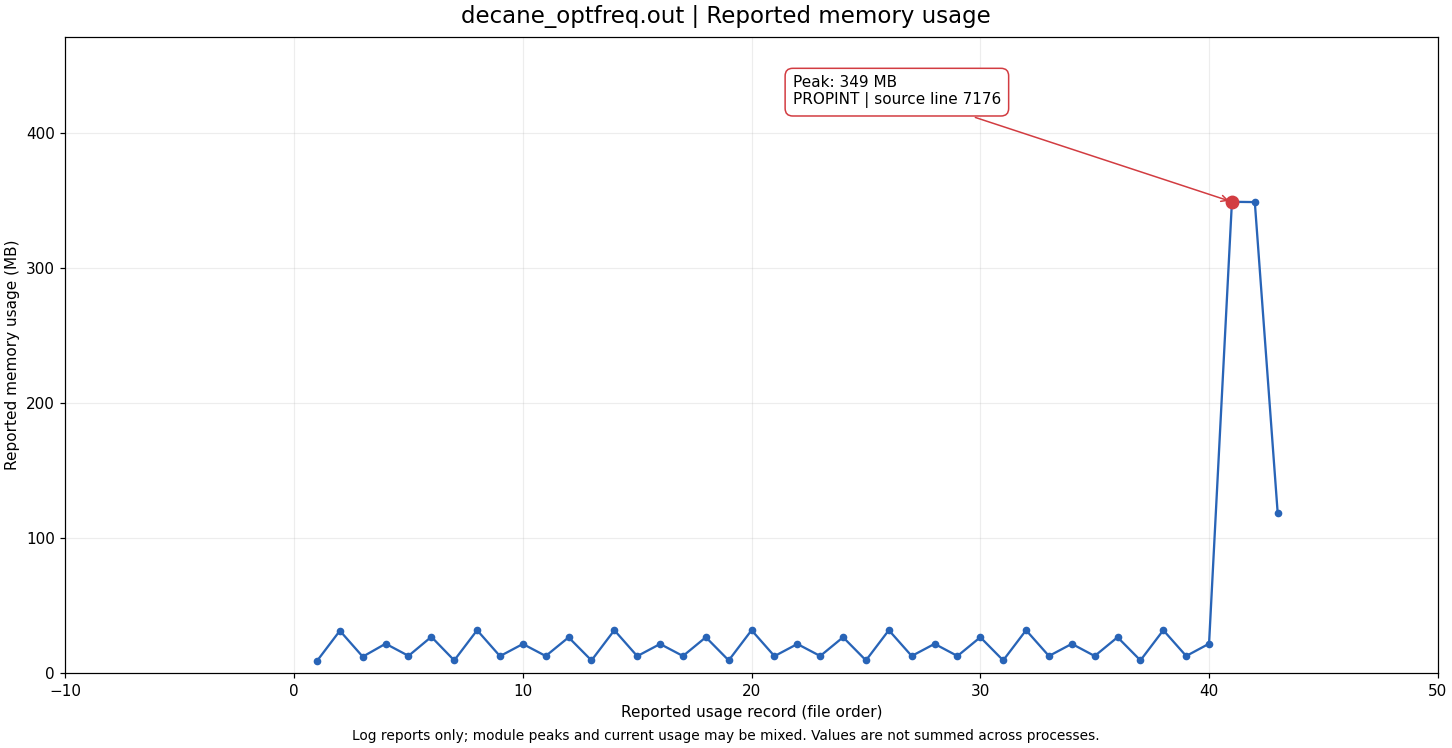 decane_optfreq.out | Reported memory usage
Peak: 349 MB
PROPINT | source line 7176
Reported memory usage (MB)
400
300
200
100
0
−10
0
10
20
30
40
50
Reported usage record (file order)
Log reports only; module peaks and current usage may be mixed. Values are not summed across processes.